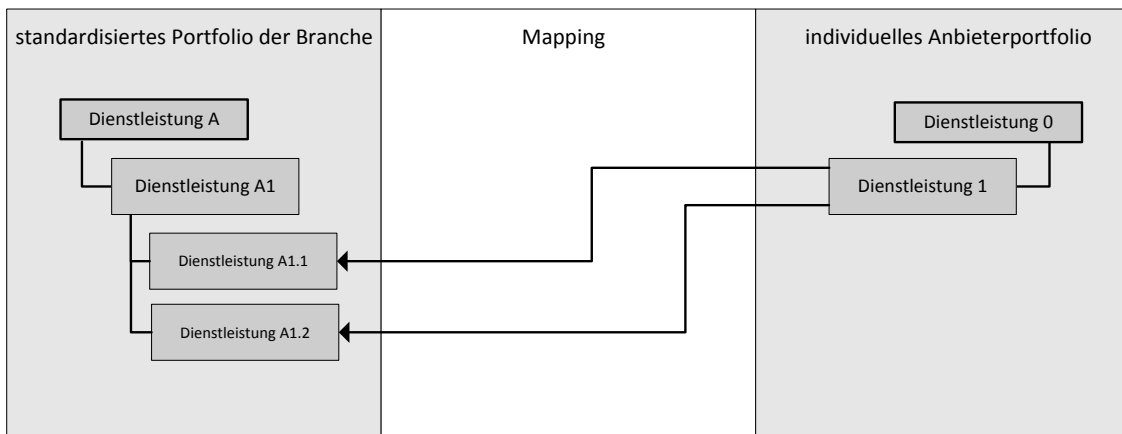 standardisiertes Portfolio der Branche
Mapping
individuelles Anbieterportfolio
Dienstleistung A
Dienstleistung 0
Dienstleistung A1
Dienstleistung 1
Dienstleistung A1.1
Dienstleistung A1.2